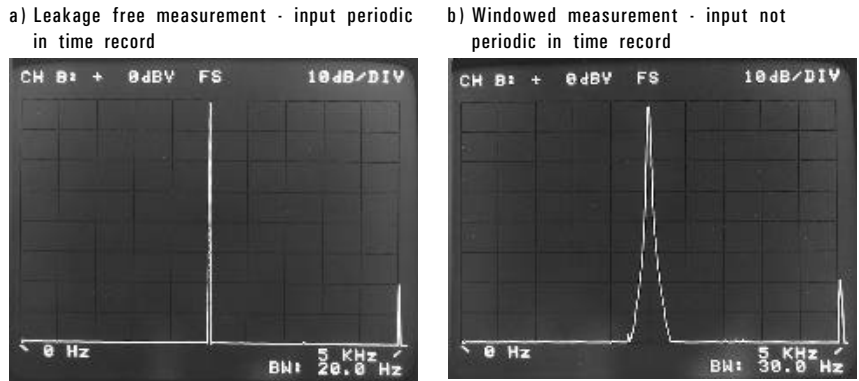 a) Leakage free measurement - input periodic
in time record
b) Windowed measurement - input not
periodic in time record
CH B: + 0dBV FS 10dB/DIV
0 Hz
5 KHz
BW: 20.0 Hz
CH B: + 0dBV FS 10dB/DIV
0 Hz
5 KHz
BW: 30.0 Hz